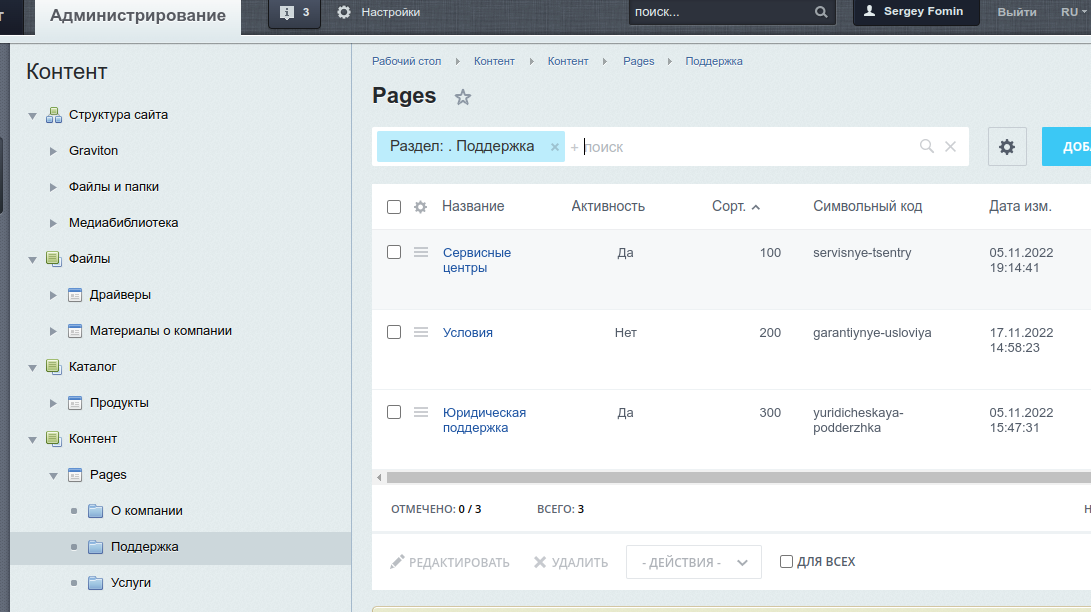 Администрирование
3
Настройки
поиск...
Sergey Fomin
Выйти
RU
Контент
Структура сайта
Graviton
Файлы и папки
Медиабиблиотека
Файлы
Драйверы
Материалы о компании
Каталог
Продукты
Контент
Pages
О компании
Поддержка
Услуги
Рабочий стол Контент Контент Pages Поддержка
Pages
Раздел: . Поддержка × + поиск
Название Активность Сорт. Символьный код Дата изм.
Сервисные центры Да 100 servisnye-tsentry 05.11.2022 19:14:41
Условия Нет 200 garantiynye-usloviya 17.11.2022 14:58:23
Юридическая поддержка Да 300 yuridicheskaya-podderzhka 05.11.2022 15:47:31
ОТМЕЧЕНО: 0 / 3 ВСЕГО: 3
РЕДАКТИРОВАТЬ УДАЛИТЬ - ДЕЙСТВИЯ - ДЛЯ ВСЕХ